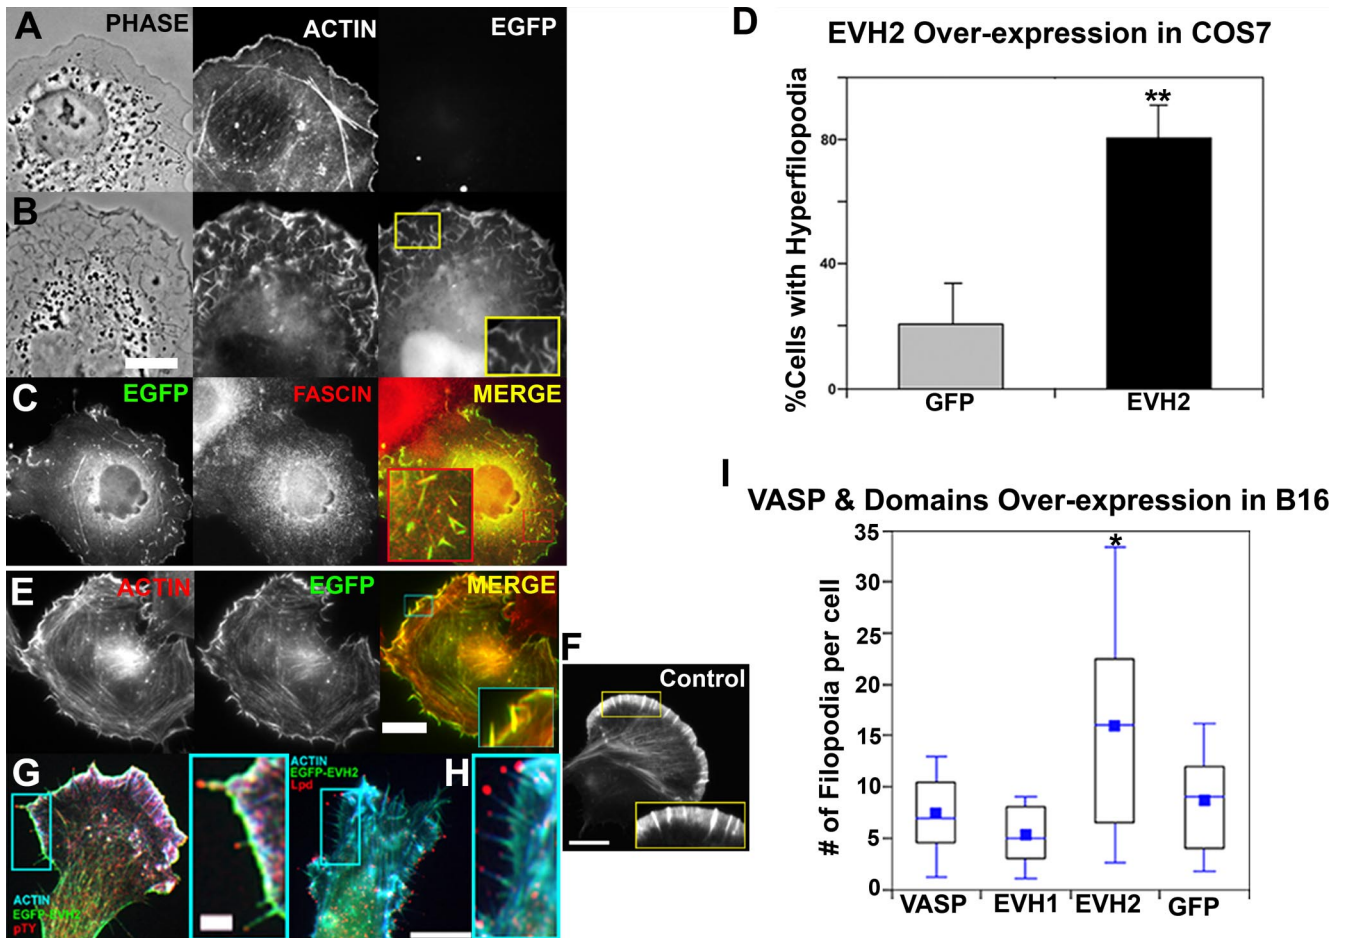 A PHASE ACTIN EGFP
B
C EGFP FASCIN MERGE
D
EVH2 Over-expression in COS7
%Cells with Hyperfilopodia
**
80
40
0
GFP EVH2
E ACTIN EGFP MERGE
F Control
G
ACTIN
EGFP-EVH2
pTY
H
ACTIN
EGFP-EVH2
Lpd
I
VASP & Domains Over-expression in B16
# of Filopodia per cell
*
35
30
25
20
15
10
5
0
VASP EVH1 EVH2 GFP